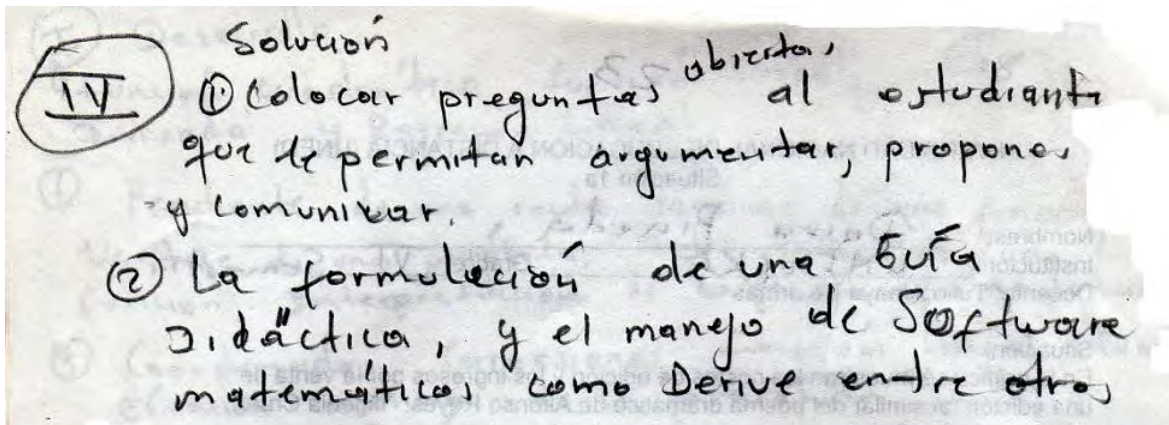 Solución
IV ① Colocar preguntas abiertas al estudiante
que le permitan argumentar, proponer
y comunicar.
② La formulación de una Guía
Didáctica, y el manejo de Software
matemáticos como Derive entre otros